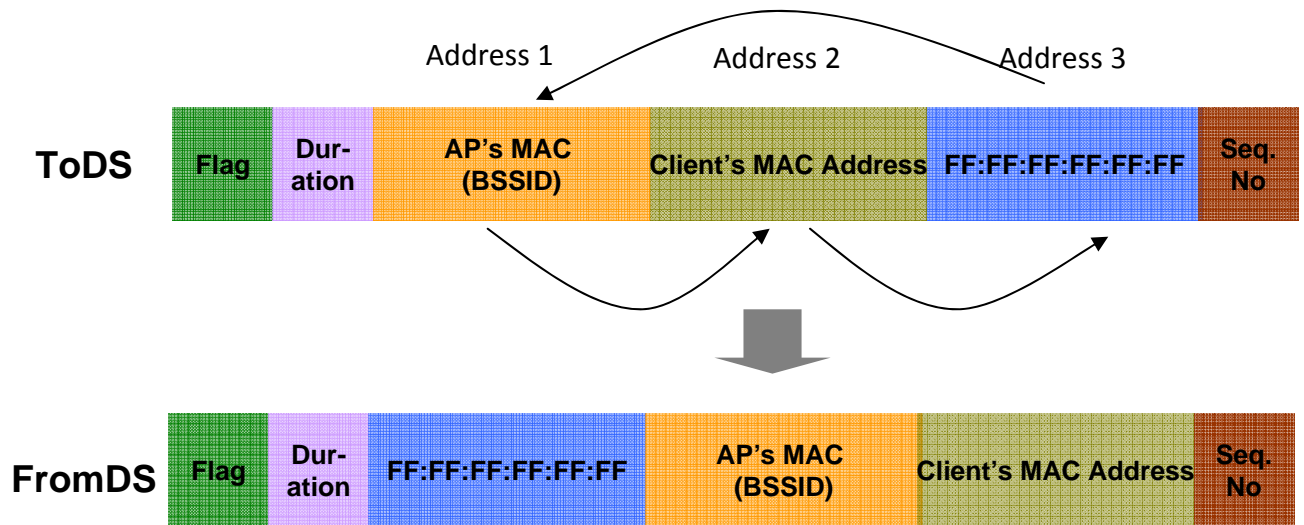 Address 1 Address 2 Address 3
ToDS
Flag
Dur-
ation
AP's MAC
(BSSID)
Client's MAC Address
FF:FF:FF:FF:FF:FF
Seq.
No
FromDS
Flag
Dur-
ation
FF:FF:FF:FF:FF:FF
AP's MAC
(BSSID)
Client's MAC Address
Seq.
No